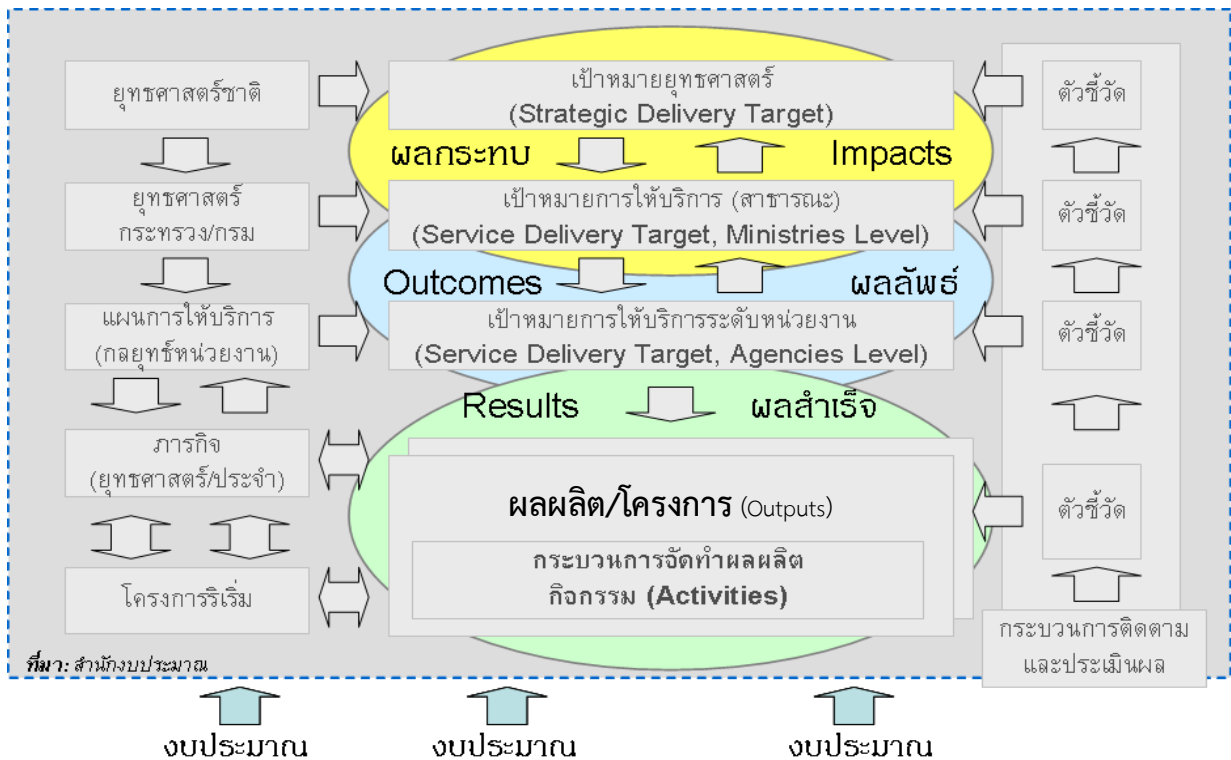 ยุทธศาสตร์ชาติ
เป้าหมายยุทธศาสตร์
(Strategic Delivery Target)
ตัวชี้วัด
ผลกระทบ
Impacts
ยุทธศาสตร์
กระทรวง/กรม
เป้าหมายการให้บริการ (สาธารณะ)
(Service Delivery Target, Ministries Level)
ตัวชี้วัด
Outcomes
ผลลัพธ์
แผนการให้บริการ
(กลยุทธ์หน่วยงาน)
เป้าหมายการให้บริการระดับหน่วยงาน
(Service Delivery Target, Agencies Level)
ตัวชี้วัด
Results
ผลสำเร็จ
ภารกิจ
(ยุทธศาสตร์/ประจำ)
ผลผลิต/โครงการ (Outputs)
ตัวชี้วัด
กระบวนการจัดทำผลผลิต
กิจกรรม (Activities)
โครงการริเริ่ม
กระบวนการติดตาม
และประเมินผล
ที่มา: สำนักงบประมาณ
งบประมาณ
งบประมาณ
งบประมาณ